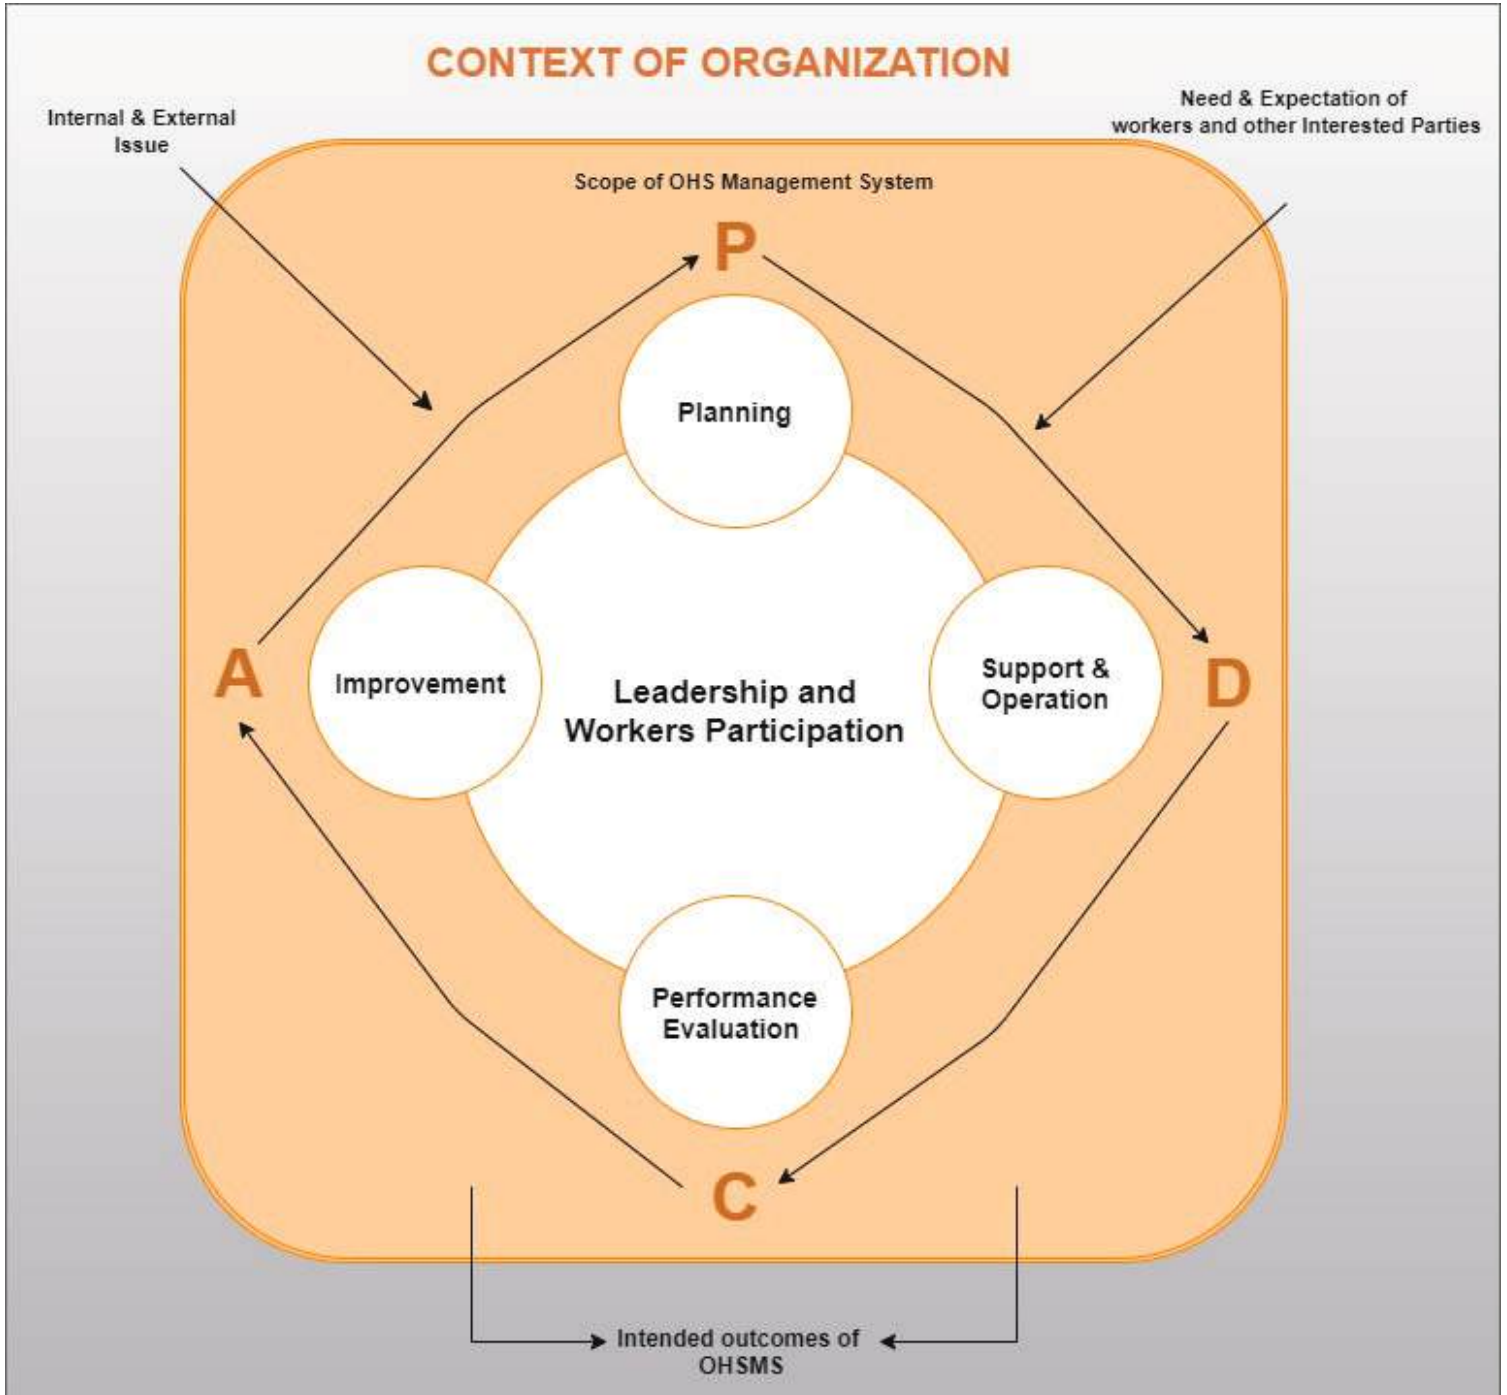 CONTEXT OF ORGANIZATION
Internal & External
Issue
Need & Expectation of
workers and other Interested Parties
Scope of OHS Management System
P
Planning
A
Improvement
Leadership and
Workers Participation
Support &
Operation
D
Performance
Evaluation
C
Intended outcomes of
OHSMS